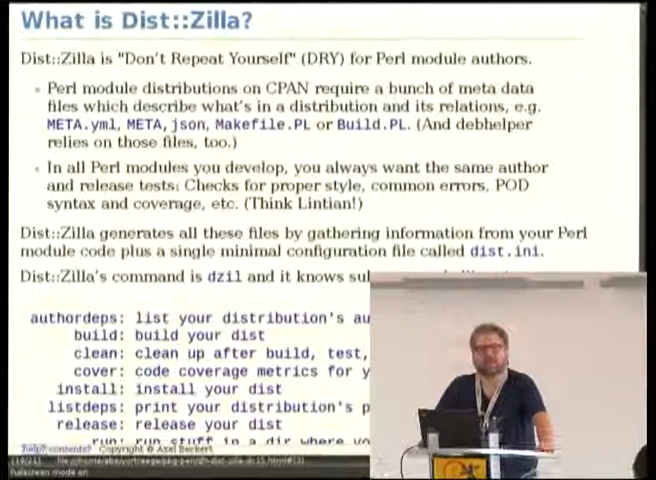 What is Dist::Zilla?
Dist::Zilla is "Don't Repeat Yourself" (DRY) for Perl module authors.
Perl module distributions on CPAN require a bunch of meta data
files which describe what's in a distribution and its relations, e.g.
META.yml, META,json, Makefile.PL or Build.PL. (And debhelper
relies on those files, too.)
In all Perl modules you develop, you always want the same author
and release tests: Checks for proper style, common errors, POD
syntax and coverage, etc. (Think Lintian!)
Dist::Zilla generates all these files by gathering information from your Perl
module code plus a single minimal configuration file called dist.ini.
Dist::Zilla's command is dzil and it knows
authordeps: list your distribution's
build: build your dist
clean: clean up after build, test,
cover: code coverage metrics for
install: install your dist
listdeps: print your distribution's
release: release your dist
run: run stuff in a dir where
help? contents? Copyright © Axel Beckert
fullscreen mode on